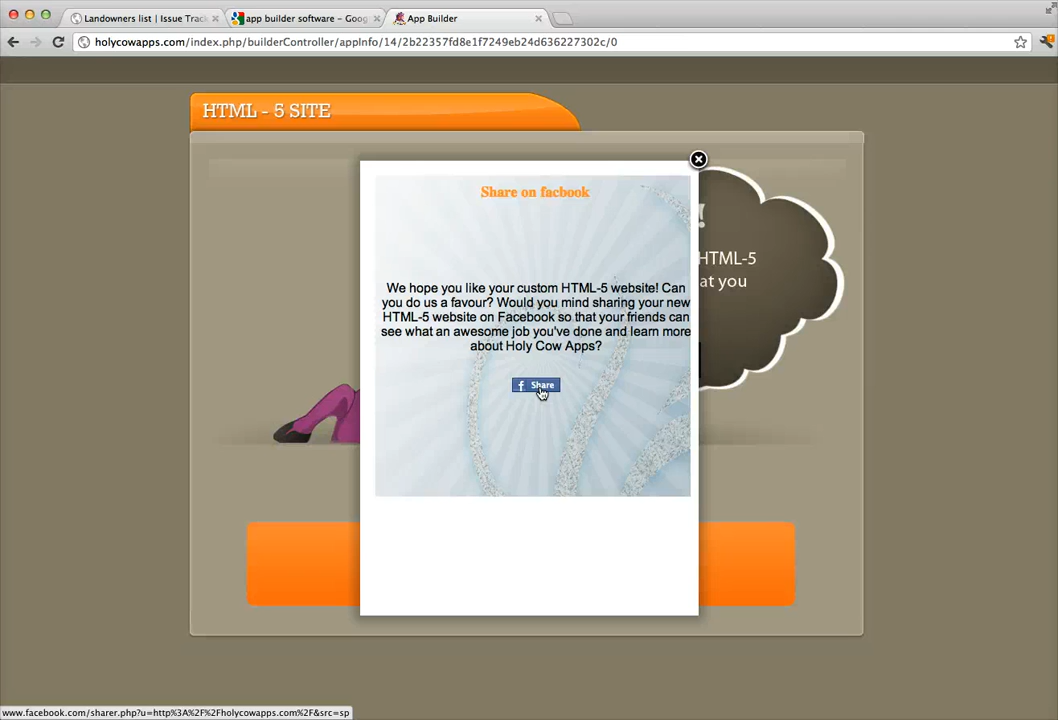 Landowners list | Issue Track
app builder software - Goog
App Builder
holycowapps.com/index.php/builderController/appInfo/14/2b22357fd8e1f7249eb24d636227302c/0
HTML - 5 SITE
Share on facbook
!
HTML-5
at you
We hope you like your custom HTML-5 website! Can
you do us a favour? Would you mind sharing your new
HTML-5 website on Facebook so that your friends can
see what an awesome job you've done and learn more
about Holy Cow Apps?
f Share
www.facebook.com/sharer.php?u=http%3A%2F%2Fholycowapps.com%2F&src=sp